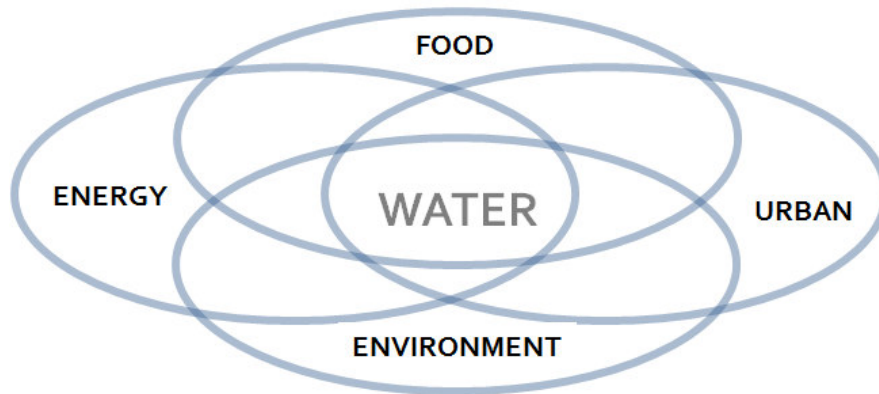 FOOD
ENERGY
WATER
URBAN
ENVIRONMENT